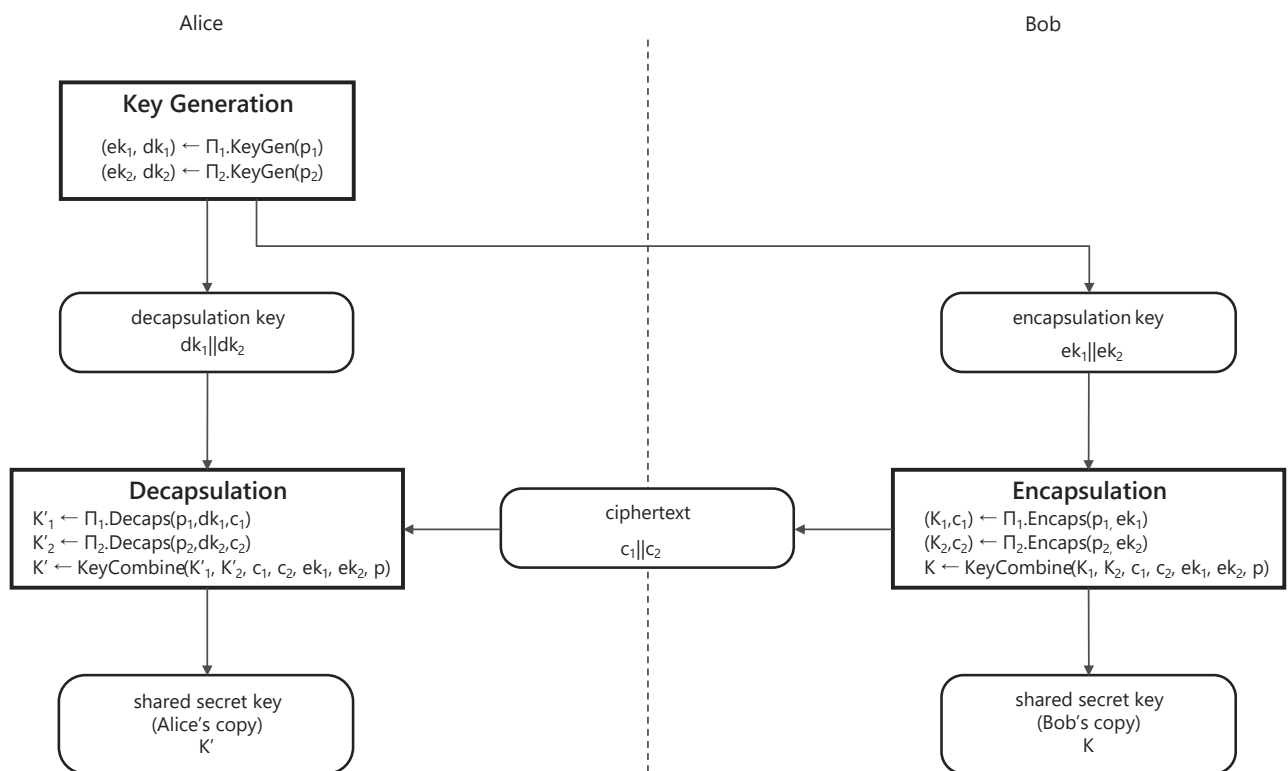 Alice
Bob
Key Generation
(ek₁, dk₁) ← Π₁.KeyGen(p₁)
(ek₂, dk₂) ← Π₂.KeyGen(p₂)
decapsulation key
dk₁||dk₂
encapsulation key
ek₁||ek₂
Decapsulation
K’₁ ← Π₁.Decaps(p₁,dk₁,c₁)
K’₂ ← Π₂.Decaps(p₂,dk₂,c₂)
K’ ← KeyCombine(K’₁, K’₂, c₁, c₂, ek₁, ek₂, p)
ciphertext
c₁||c₂
Encapsulation
(K₁,c₁) ← Π₁.Encaps(p₁, ek₁)
(K₂,c₂) ← Π₂.Encaps(p₂, ek₂)
K ← KeyCombine(K₁, K₂, c₁, c₂, ek₁, ek₂, p)
shared secret key
(Alice’s copy)
K’
shared secret key
(Bob’s copy)
K